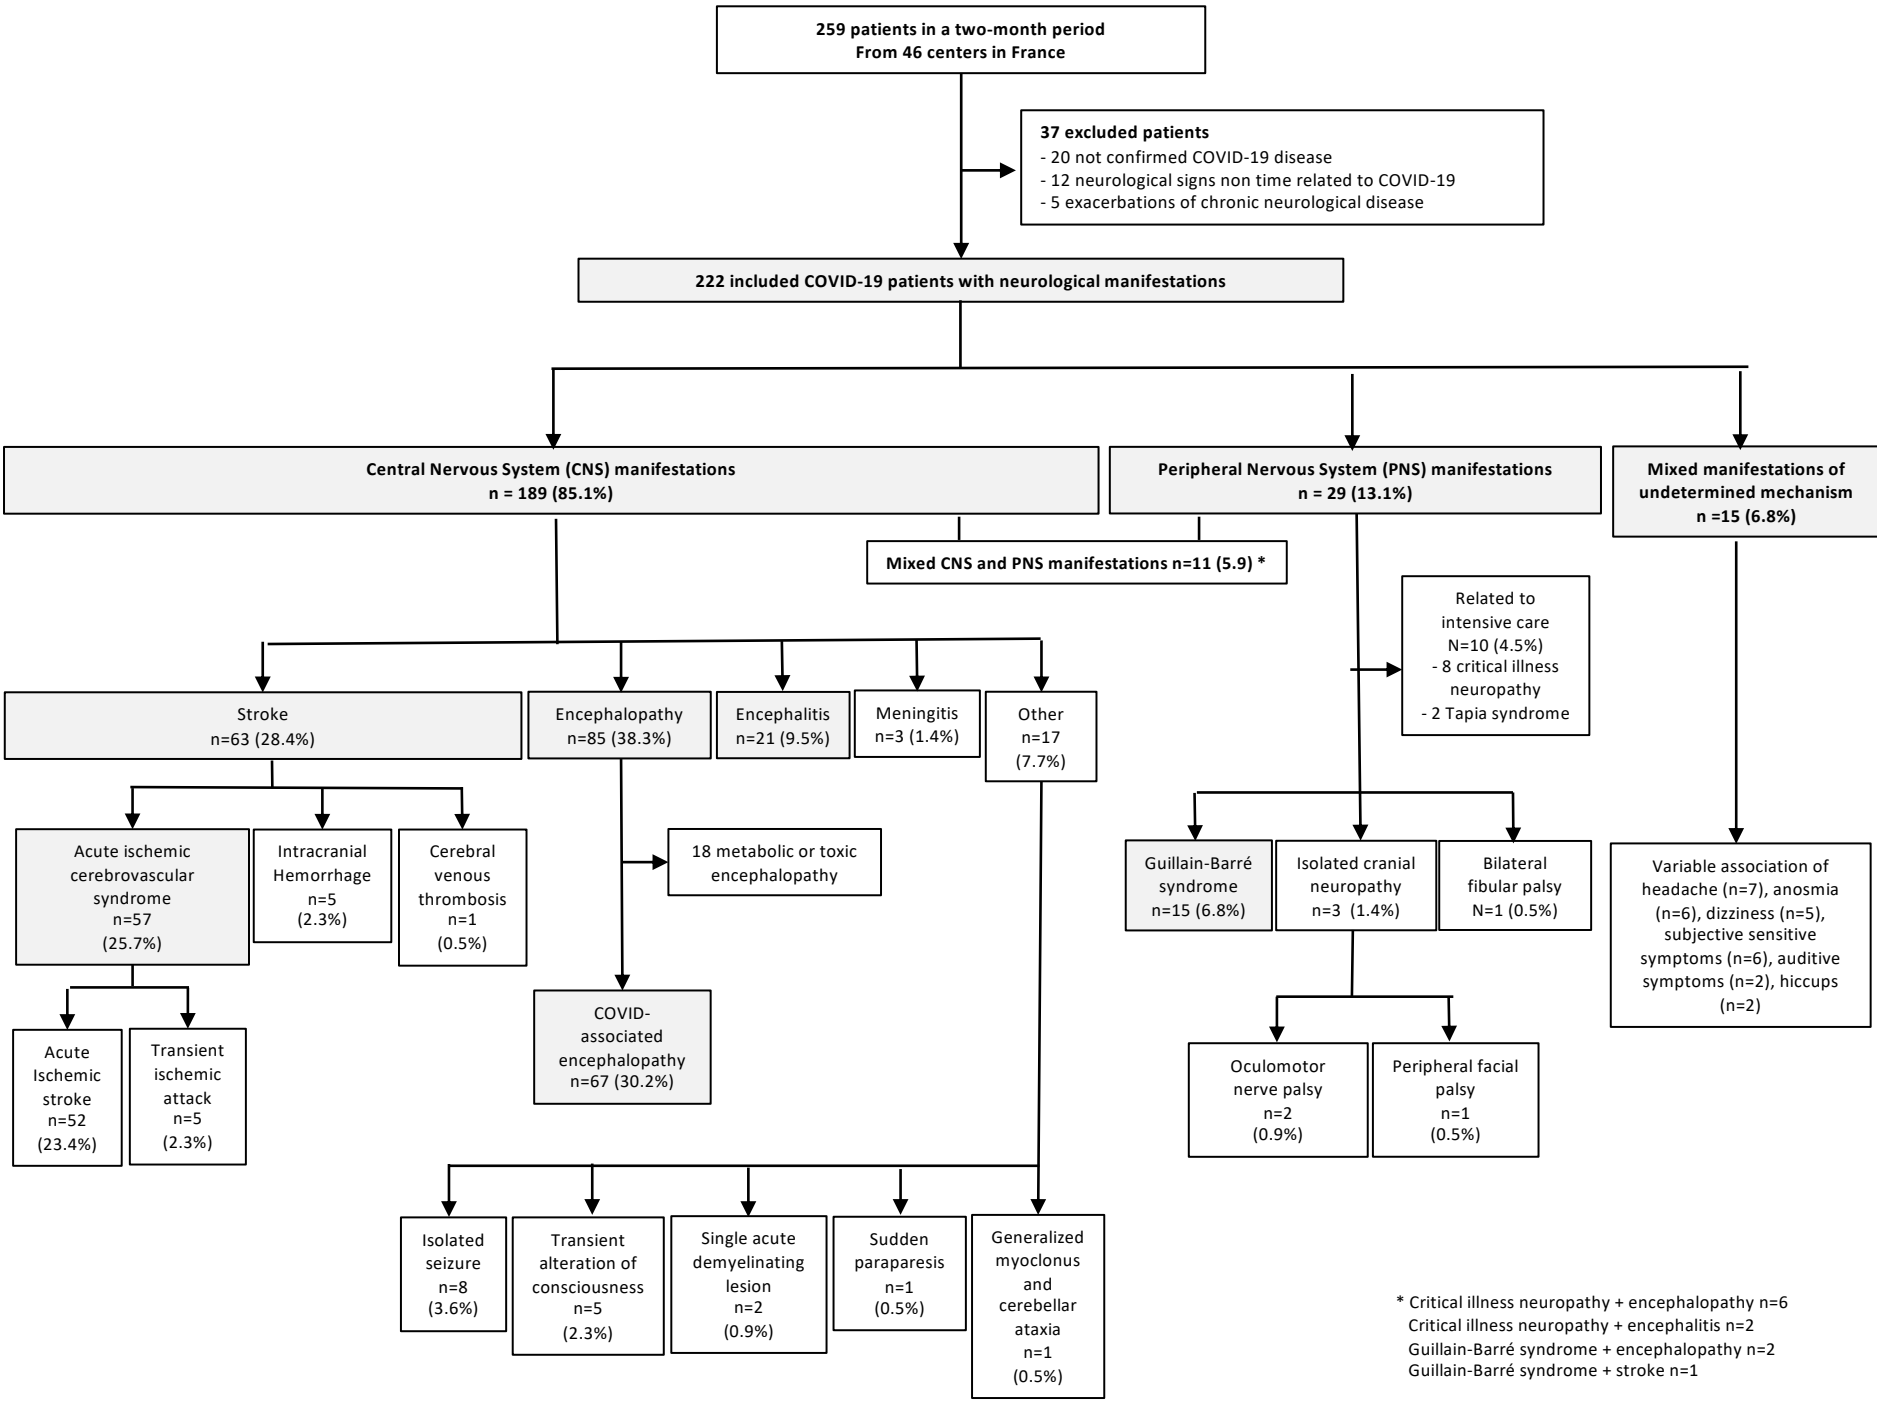 259 patients in a two-month period
From 46 centers in France
37 excluded patients
- 20 not confirmed COVID-19 disease
- 12 neurological signs non time related to COVID-19
- 5 exacerbations of chronic neurological disease
222 included COVID-19 patients with neurological manifestations
Central Nervous System (CNS) manifestations
n = 189 (85.1%)
Peripheral Nervous System (PNS) manifestations
n = 29 (13.1%)
Mixed manifestations of
undetermined mechanism
n =15 (6.8%)
Mixed CNS and PNS manifestations n=11 (5.9) *
Related to
intensive care
N=10 (4.5%)
- 8 critical illness
neuropathy
- 2 Tapia syndrome
Stroke
n=63 (28.4%)
Encephalopathy
n=85 (38.3%)
Encephalitis
n=21 (9.5%)
Meningitis
n=3 (1.4%)
Other
n=17
(7.7%)
Acute ischemic
cerebrovascular
syndrome
n=57
(25.7%)
Intracranial
Hemorrhage
n=5
(2.3%)
Cerebral
venous
thrombosis
n=1
(0.5%)
18 metabolic or toxic
encephalopathy
Guillain-Barré
syndrome
n=15 (6.8%)
Isolated cranial
neuropathy
n=3 (1.4%)
Bilateral
fibular palsy
N=1 (0.5%)
Variable association of
headache (n=7), anosmia
(n=6), dizziness (n=5),
subjective sensitive
symptoms (n=6), auditive
symptoms (n=2), hiccups
(n=2)
Acute
Ischemic
stroke
n=52
(23.4%)
Transient
ischemic
attack
n=5
(2.3%)
COVID-
associated
encephalopathy
n=67 (30.2%)
Oculomotor
nerve palsy
n=2
(0.9%)
Peripheral facial
palsy
n=1
(0.5%)
Isolated
seizure
n=8
(3.6%)
Transient
alteration of
consciousness
n=5
(2.3%)
Single acute
demyelinating
lesion
n=2
(0.9%)
Sudden
paraparesis
n=1
(0.5%)
Generalized
myoclonus
and
cerebellar
ataxia
n=1
(0.5%)
* Critical illness neuropathy + encephalopathy n=6
Critical illness neuropathy + encephalitis n=2
Guillain-Barré syndrome + encephalopathy n=2
Guillain-Barré syndrome + stroke n=1